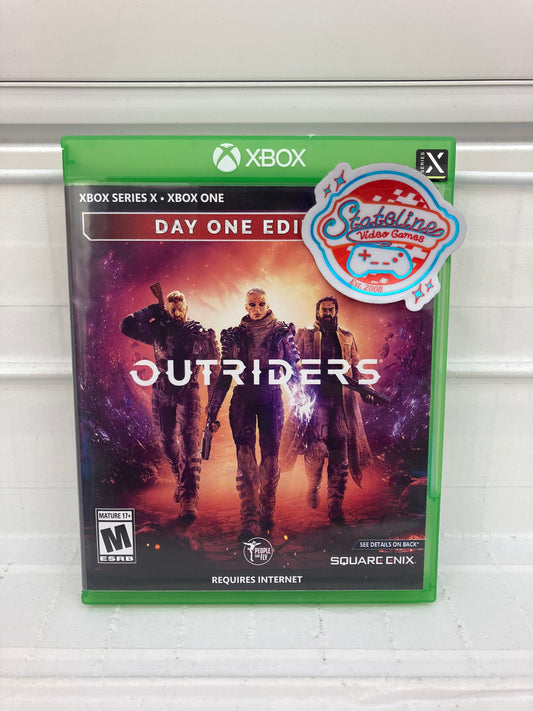 XBOX
SERIES X
XBOX SERIES X • XBOX ONE
DAY ONE EDI
Stateline
Video Games
Est. 2008
OUTRIDERS
MATURE 17+
M
ESRB
PEOPLE
CAN FLY
SEE DETAILS ON BACK*
SQUARE ENIX
REQUIRES INTERNET